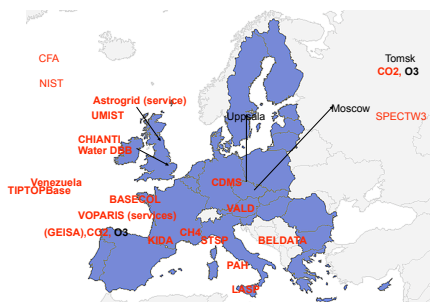 CFA
Tomsk
CO2, O3
NIST
Astrogrid (service)
UMIST
Uppsala
Moscow
SPECTW3
CHIANTI
Water DBB
Venezuela
TIPTOPBase
CDMS
BASECOL
VALD
VOPARIS (services)
(GEISA),CO2, O3
KIDA
CH4
STSP
BELDATA
PAH
LASP